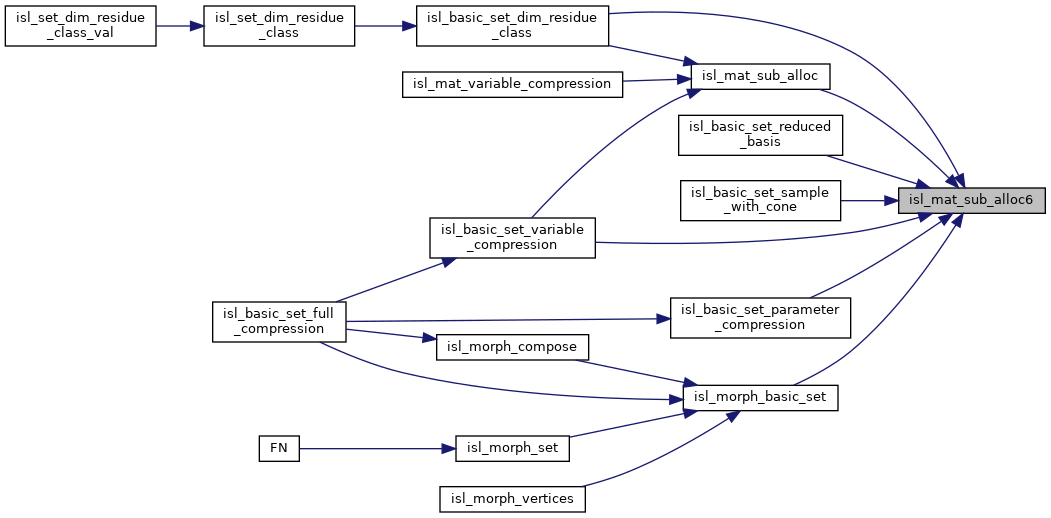 isl_set_dim_residue
_class_val
isl_set_dim_residue
_class
isl_basic_set_dim_residue
_class
isl_mat_sub_alloc
isl_mat_variable_compression
isl_basic_set_reduced
_basis
isl_basic_set_sample
_with_cone
isl_mat_sub_alloc6
isl_basic_set_variable
_compression
isl_basic_set_full
_compression
isl_basic_set_parameter
_compression
isl_morph_compose
isl_morph_basic_set
FN
isl_morph_set
isl_morph_vertices